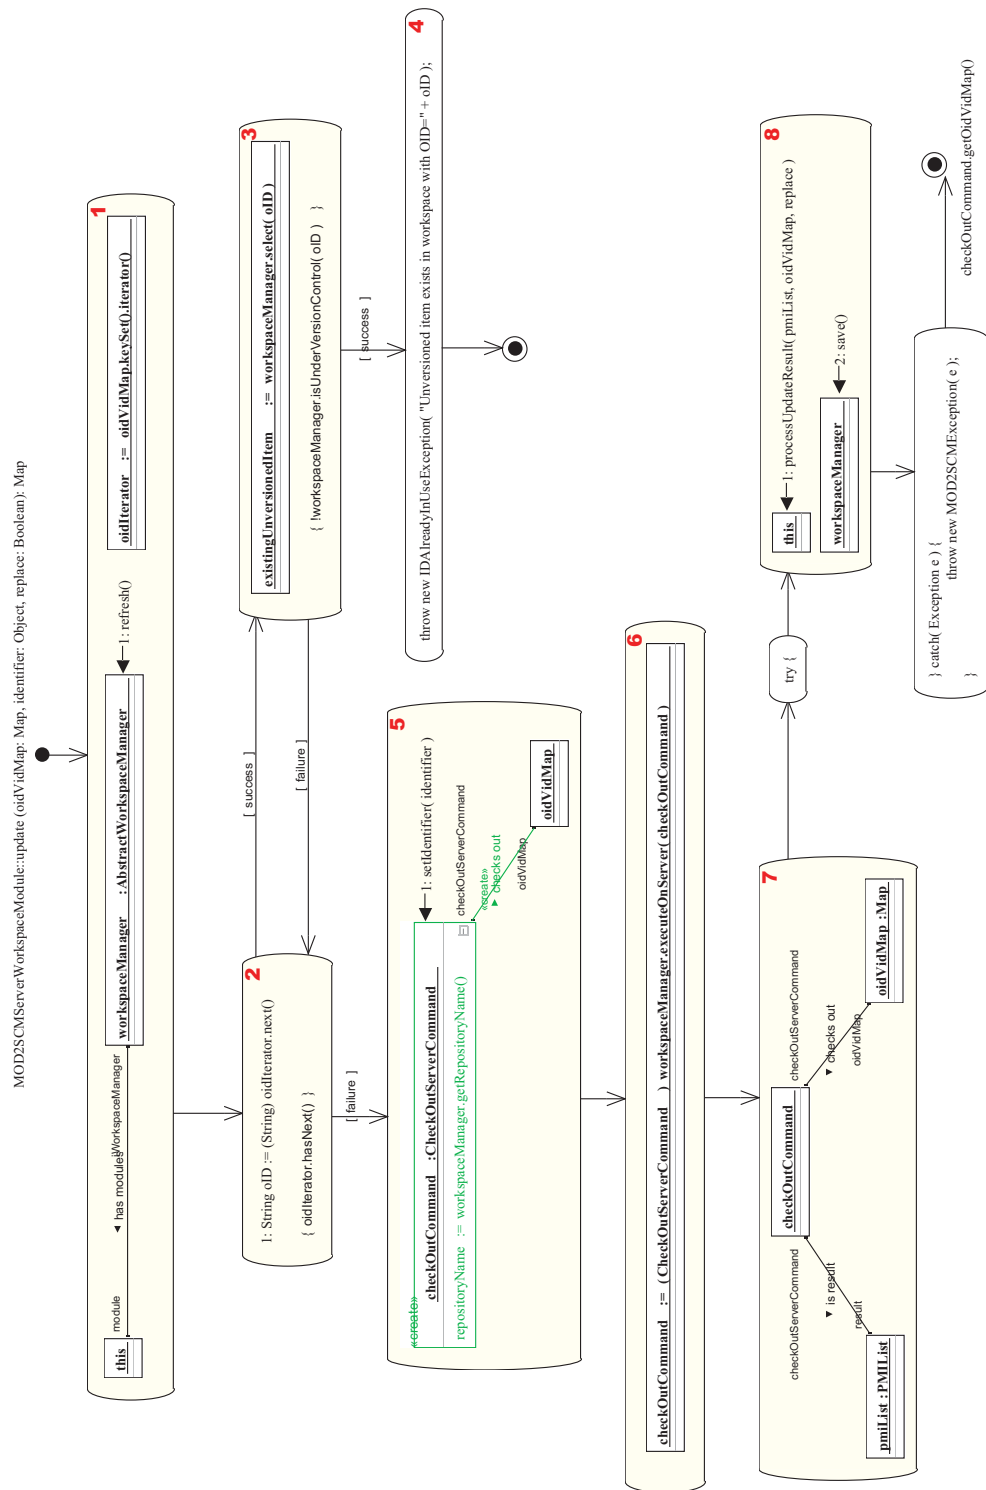 MOD2SCMServerWorkspaceModule::update (oidVidMap: Map, identifier: Object, replace: Boolean): Map
1
this
module
◄ has modules
workspaceManager :AbstractWorkspaceManager
1: refresh()
oidIterator := oidVidMap.keySet().iterator()
2
1: String oID := (String) oidIterator.next()
{ oidIterator.hasNext() }
[ success ]
[ failure ]
3
existingUnversionedItem := workspaceManager.select( oID )
{ !workspaceManager.isUnderVersionControl( oID ) }
[ success ]
4
throw new IDAlreadyInUseException( "Unversioned item exists in workspace with OID=" + oID );
[ failure ]
5
«create»
checkOutCommand :CheckOutServerCommand
repositoryName := workspaceManager.getRepositoryName()
1: setIdentifier( identifier )
checkOutServerCommand
«create»
► checks out
oidVidMap
oidVidMap
6
checkOutCommand := (CheckOutServerCommand ) workspaceManager.executeOnServer( checkOutCommand )
7
pmiList :PMIList
result
▼ is result
checkOutServerCommand
checkOutCommand
checkOutServerCommand
▼ checks out
oidVidMap
oidVidMap :Map
try {
8
this
1: processUpdateResult( pmiList, oidVidMap, replace )
workspaceManager
2: save()
} catch( Exception e ) {
throw new MOD2SCMException( e );
}
checkOutCommand.getOidVidMap()